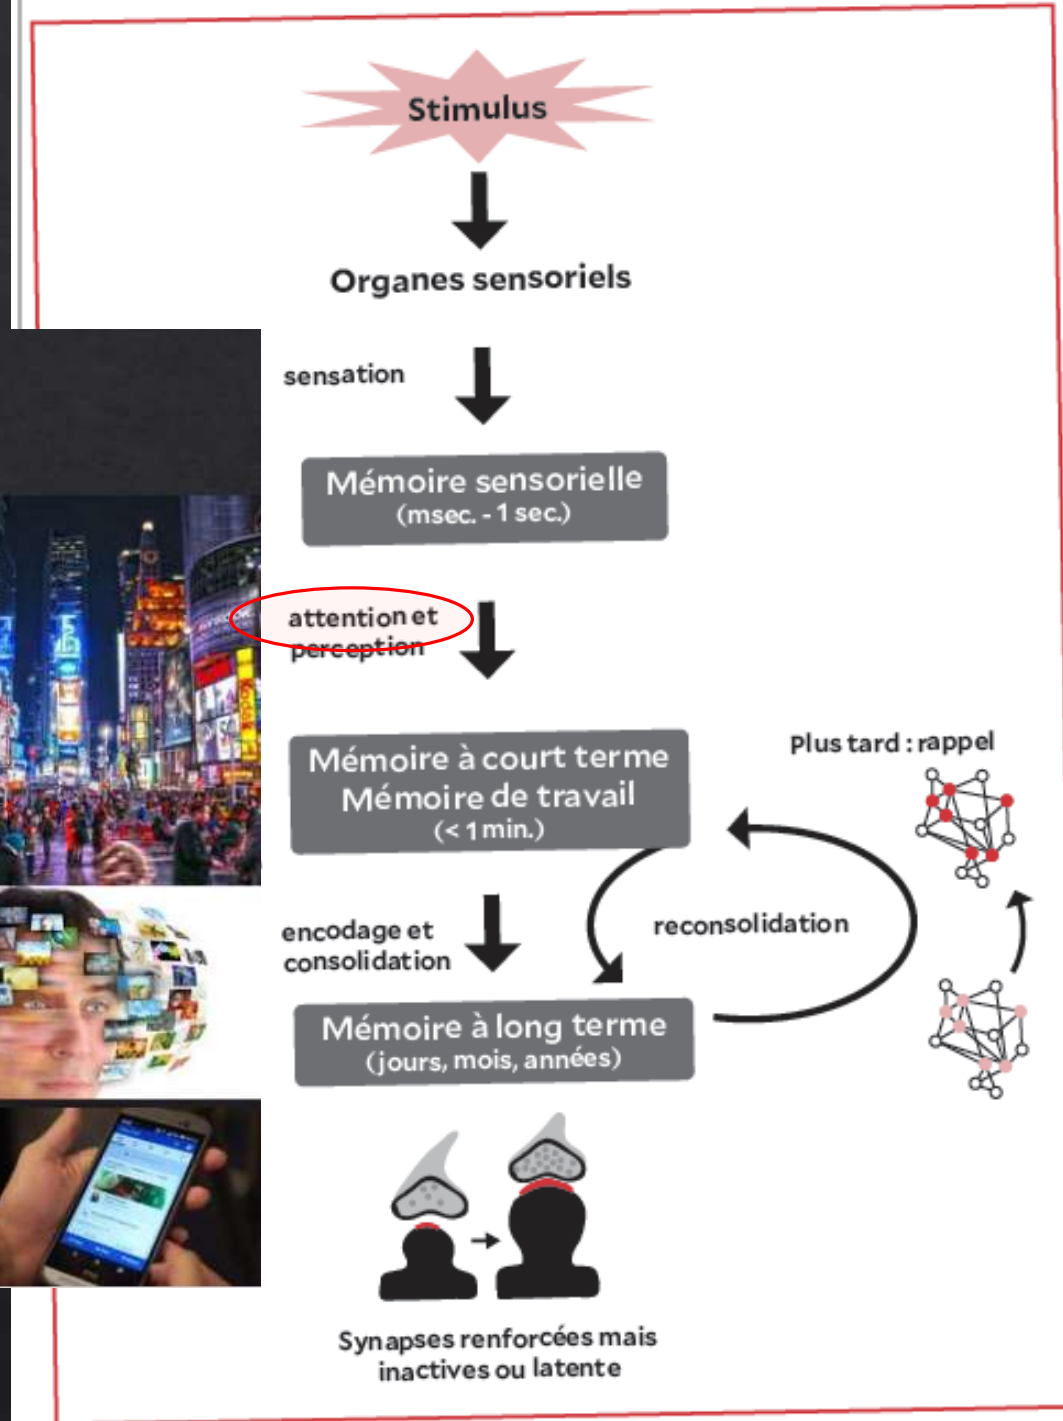 Stimulus
Organes sensoriels
sensation
Mémoire sensorielle
(msec. - 1 sec.)
attention et
perception
Mémoire à court terme
Mémoire de travail
(< 1 min.)
Plus tard : rappel
encodage et
consolidation
reconsolidation
Mémoire à long terme
(jours, mois, années)
Kodak
Synapses renforcées mais
inactives ou latente